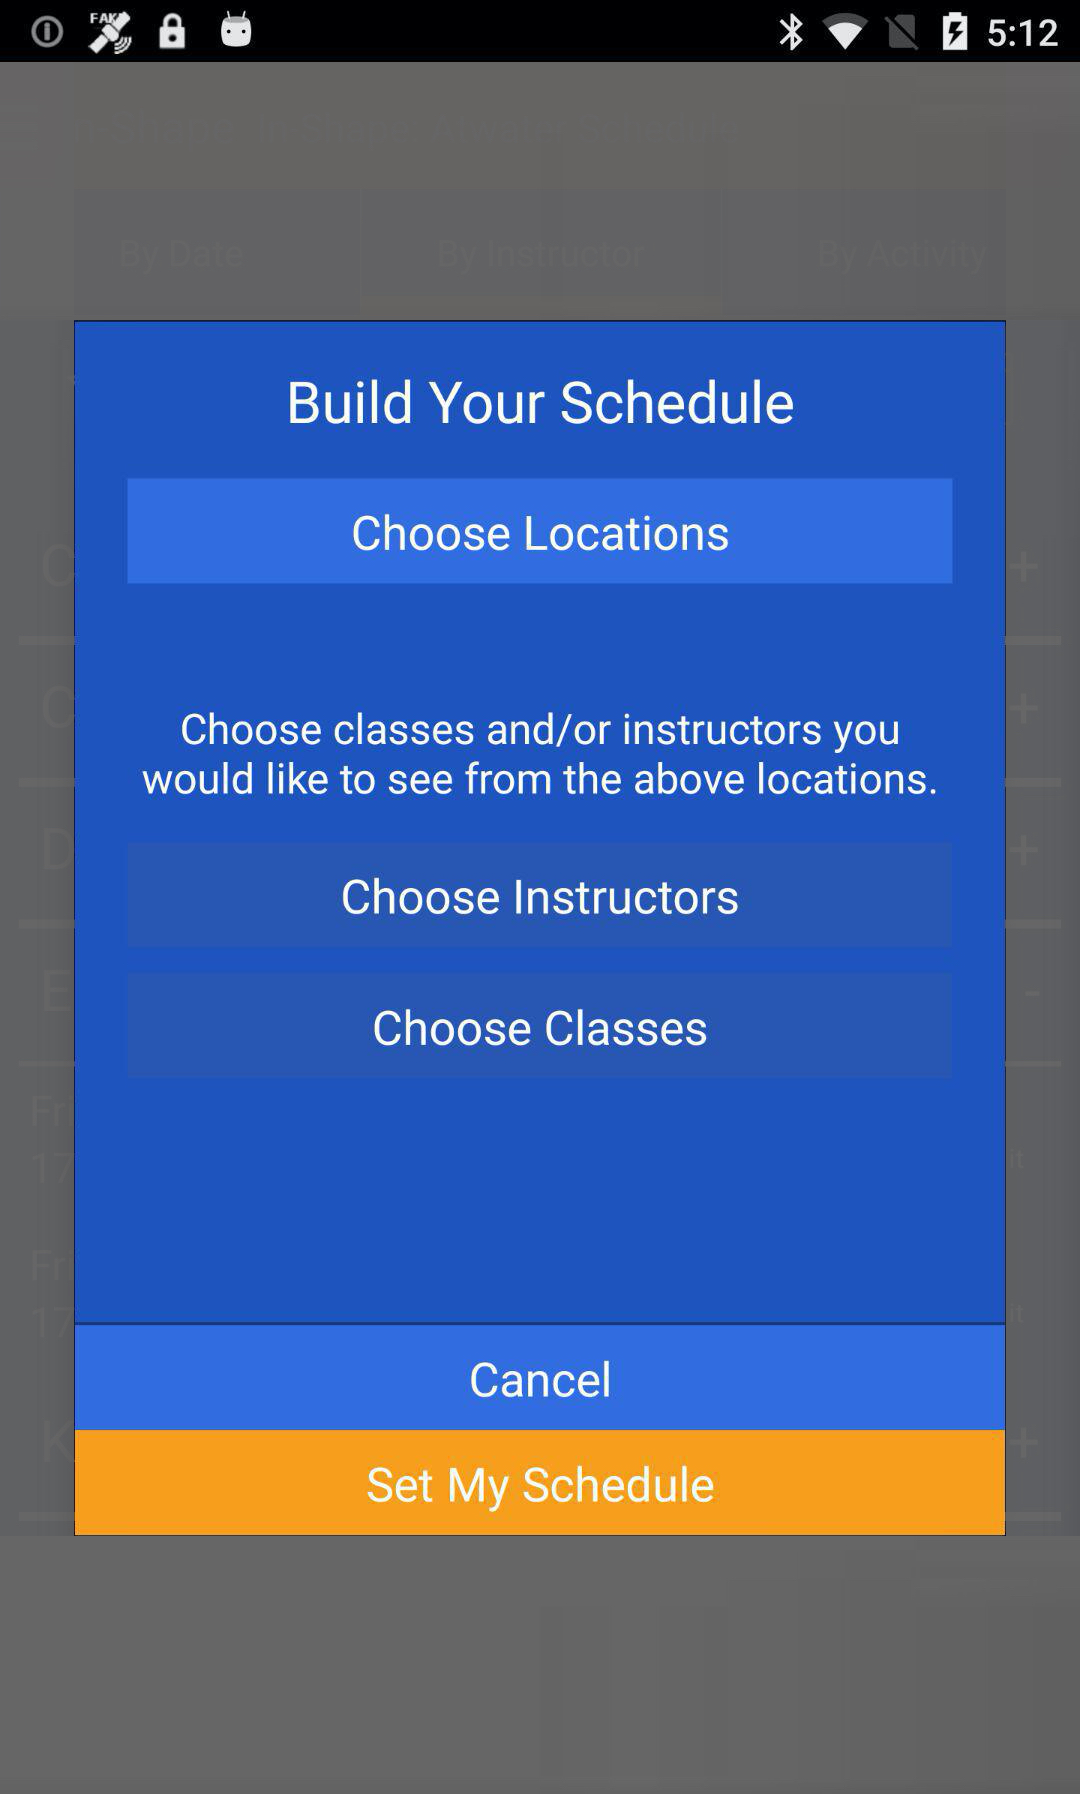 FAKE
5:12
By Date
By Instructor
By Activity
Build Your Schedule
Choose Locations
Choose classes and/or instructors you
would like to see from the above locations.
Choose Instructors
Choose Classes
Cancel
Set My Schedule